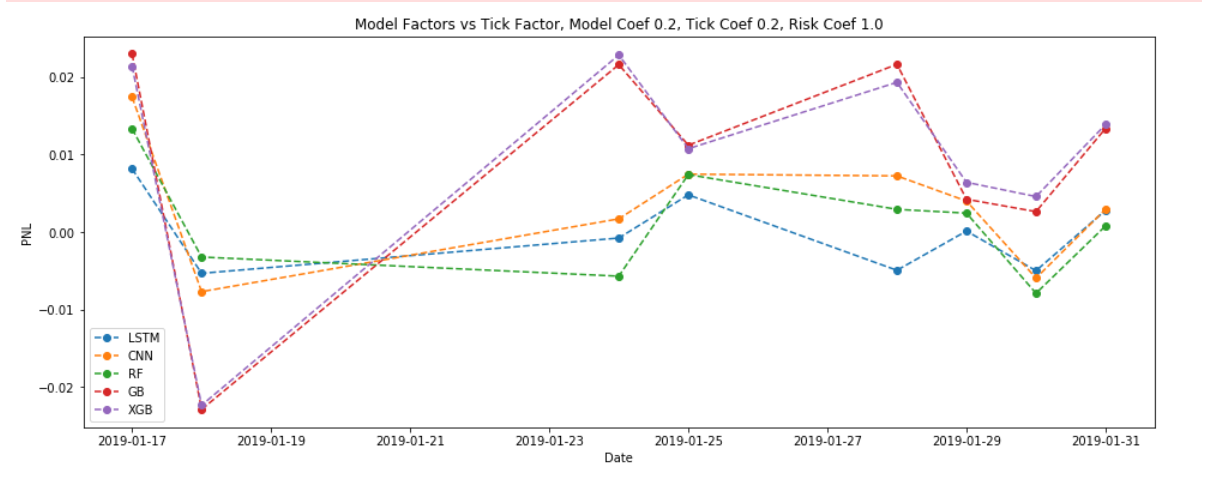 Model Factors vs Tick Factor, Model Coef 0.2, Tick Coef 0.2, Risk Coef 1.0
0.02
0.01
0.00
−0.01
−0.02
PNL
LSTM
CNN
RF
GB
XGB
2019-01-17 2019-01-19 2019-01-21 2019-01-23 2019-01-25 2019-01-27 2019-01-29 2019-01-31
Date